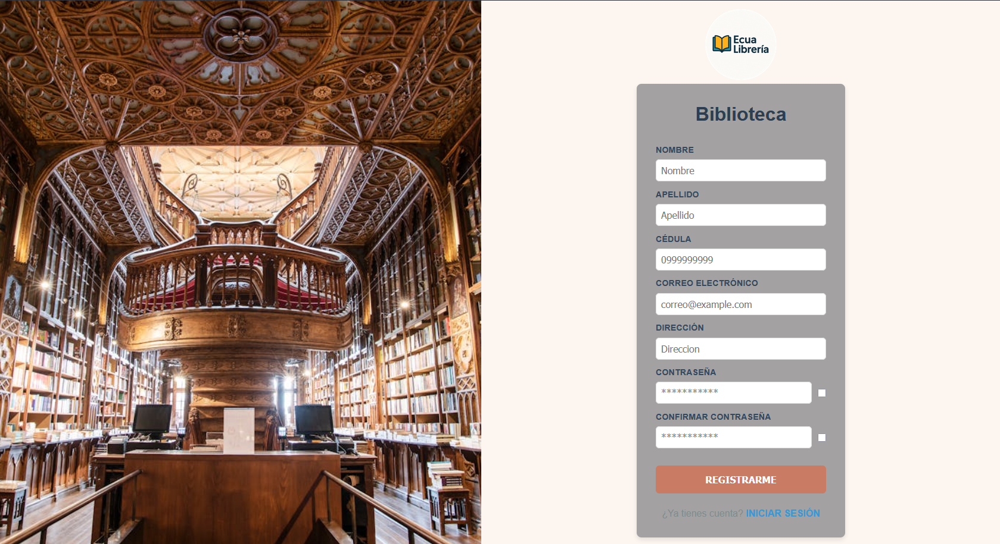 Ecua
Librería
Biblioteca
NOMBRE
Nombre
APELLIDO
Apellido
CÉDULA
0999999999
CORREO ELECTRÓNICO
correo@example.com
DIRECCIÓN
Direccion
CONTRASEÑA
***********
CONFIRMAR CONTRASEÑA
***********
REGISTRARME
¿Ya tienes cuenta? INICIAR SESIÓN